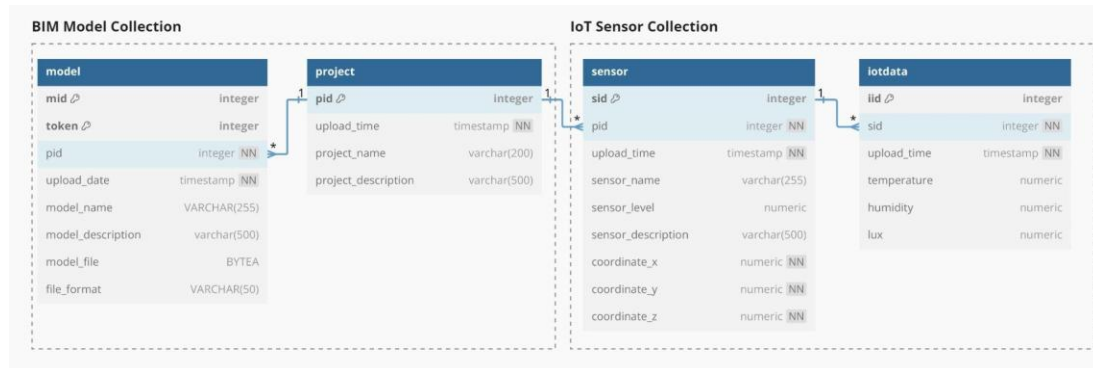 BIM Model Collection
IoT Sensor Collection
model
mid integer
token integer
pid integer NN
upload_date timestamp NN
model_name VARCHAR(255)
model_description varchar(500)
model_file BYTEA
file_format VARCHAR(50)
1
*
project
pid integer
upload_time timestamp NN
project_name varchar(200)
project_description varchar(500)
1
*
sensor
sid integer
pid integer NN
upload_time timestamp NN
sensor_name varchar(255)
sensor_level numeric
sensor_description varchar(500)
coordinate_x numeric NN
coordinate_y numeric NN
coordinate_z numeric NN
1
*
iotdata
iid integer
sid integer NN
upload_time timestamp NN
temperature numeric
humidity numeric
lux numeric